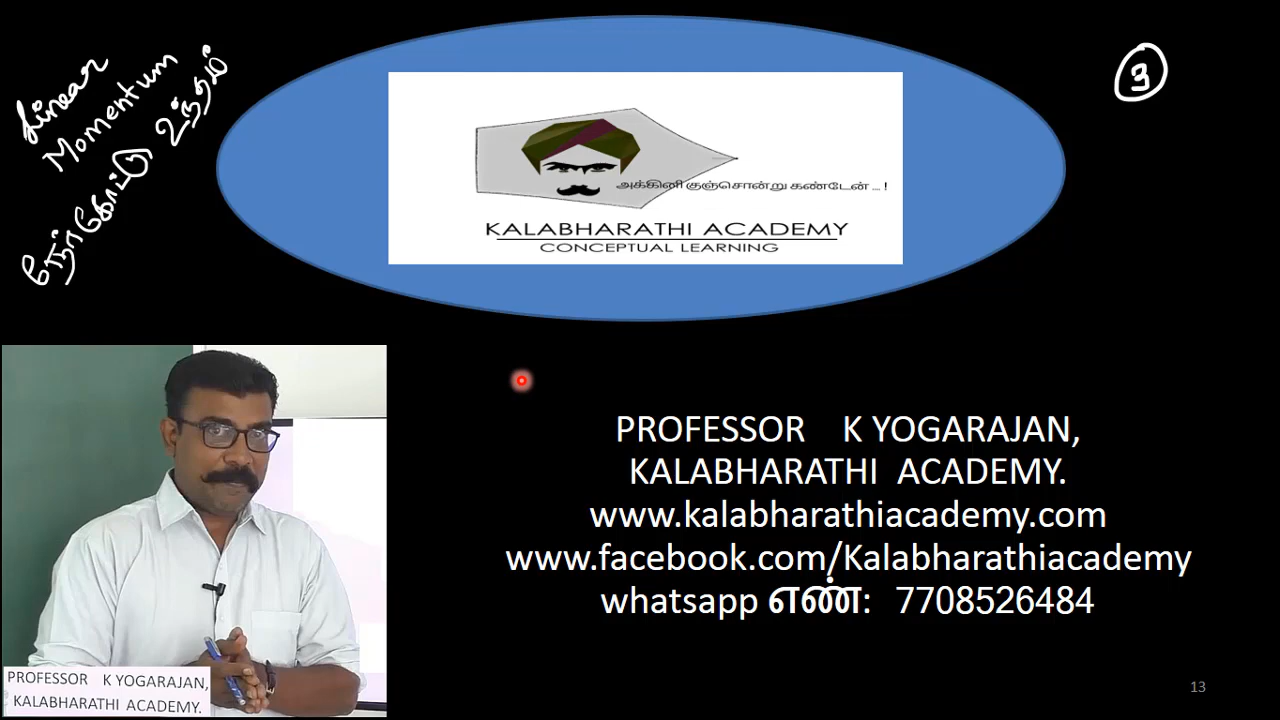 Linear
Momentum
நேர்கோட்டு உந்தம்
3
அக்கினி குஞ்சொன்று கண்டேன் ... !
KALABHARATHI ACADEMY
CONCEPTUAL LEARNING
PROFESSOR K YOGARAJAN,
KALABHARATHI ACADEMY.
www.kalabharathiacademy.com
www.facebook.com/Kalabharathiacademy
whatsapp எண்: 7708526484
PROFESSOR K YOGARAJAN,
KALABHARATHI ACADEMY.
13